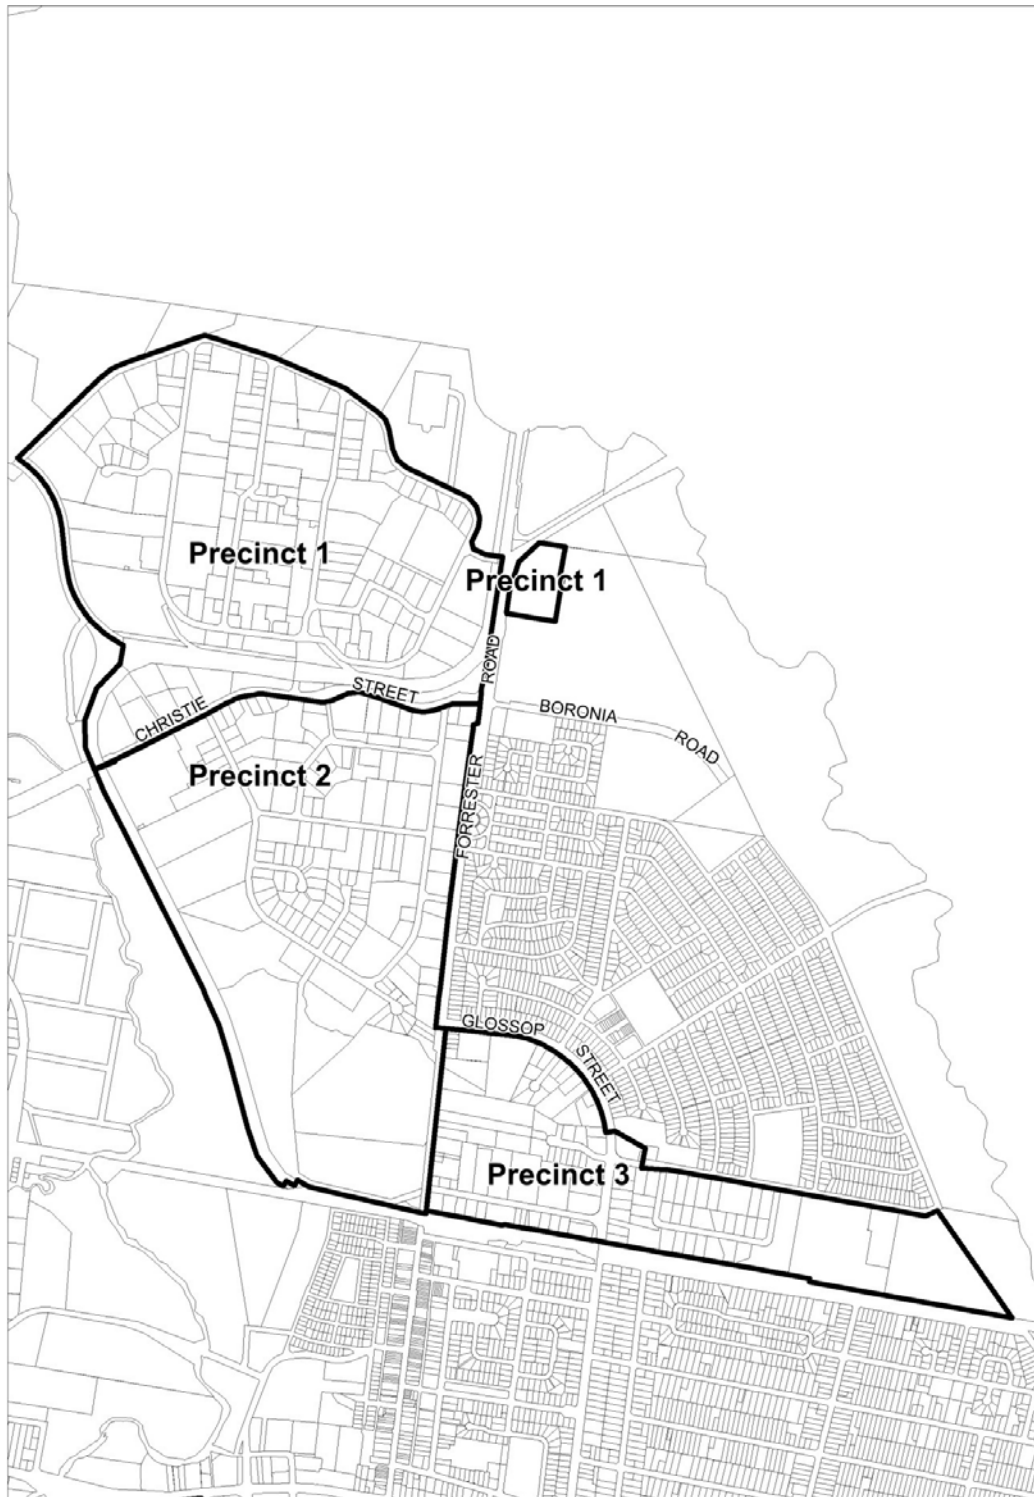 Precinct 1
Precinct 1
ROAD
CHRISTIE
STREET
BORONIA
ROAD
Precinct 2
FORRESTER
GLOSSOP
STREET
Precinct 3